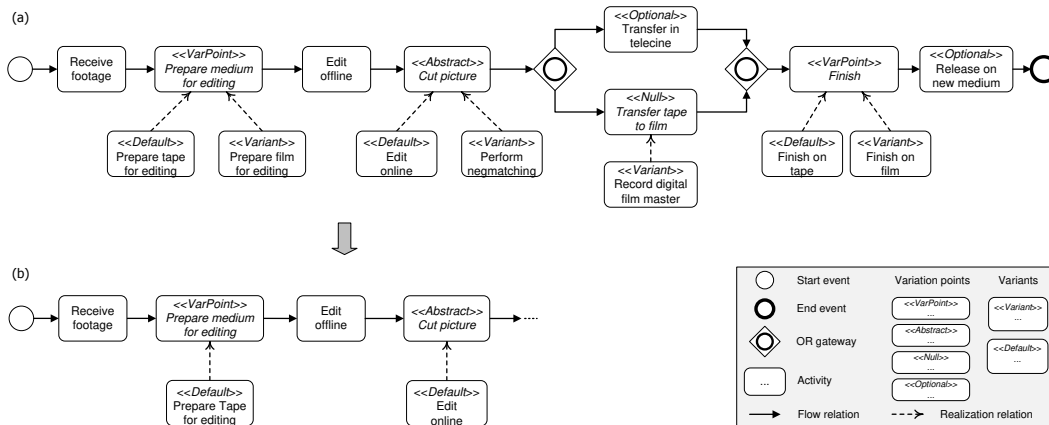 (a)
Receive
footage
<<VarPoint>>
Prepare medium
for editing
Edit
offline
<<Abstract>>
Cut picture
<<Optional>>
Transfer in
telecine
<<Null>>
Transfer tape
to film
<<VarPoint>>
Finish
<<Optional>>
Release on
new medium
<<Default>>
Prepare tape
for editing
<<Variant>>
Prepare film
for editing
<<Default>>
Edit
online
<<Variant>>
Perform
negmatching
<<Variant>>
Record digital
film master
<<Default>>
Finish on
tape
<<Variant>>
Finish on
film
(b)
Receive
footage
<<VarPoint>>
Prepare medium
for editing
Edit
offline
<<Abstract>>
Cut picture
<<Default>>
Prepare Tape
for editing
<<Default>>
Edit
online
Start event
End event
OR gateway
...
Activity
Variation points
<<VarPoint>>
...
<<Abstract>>
...
<<Null>>
...
<<Optional>>
...
Variants
<<Variant>>
...
<<Default>>
...
Flow relation
Realization relation